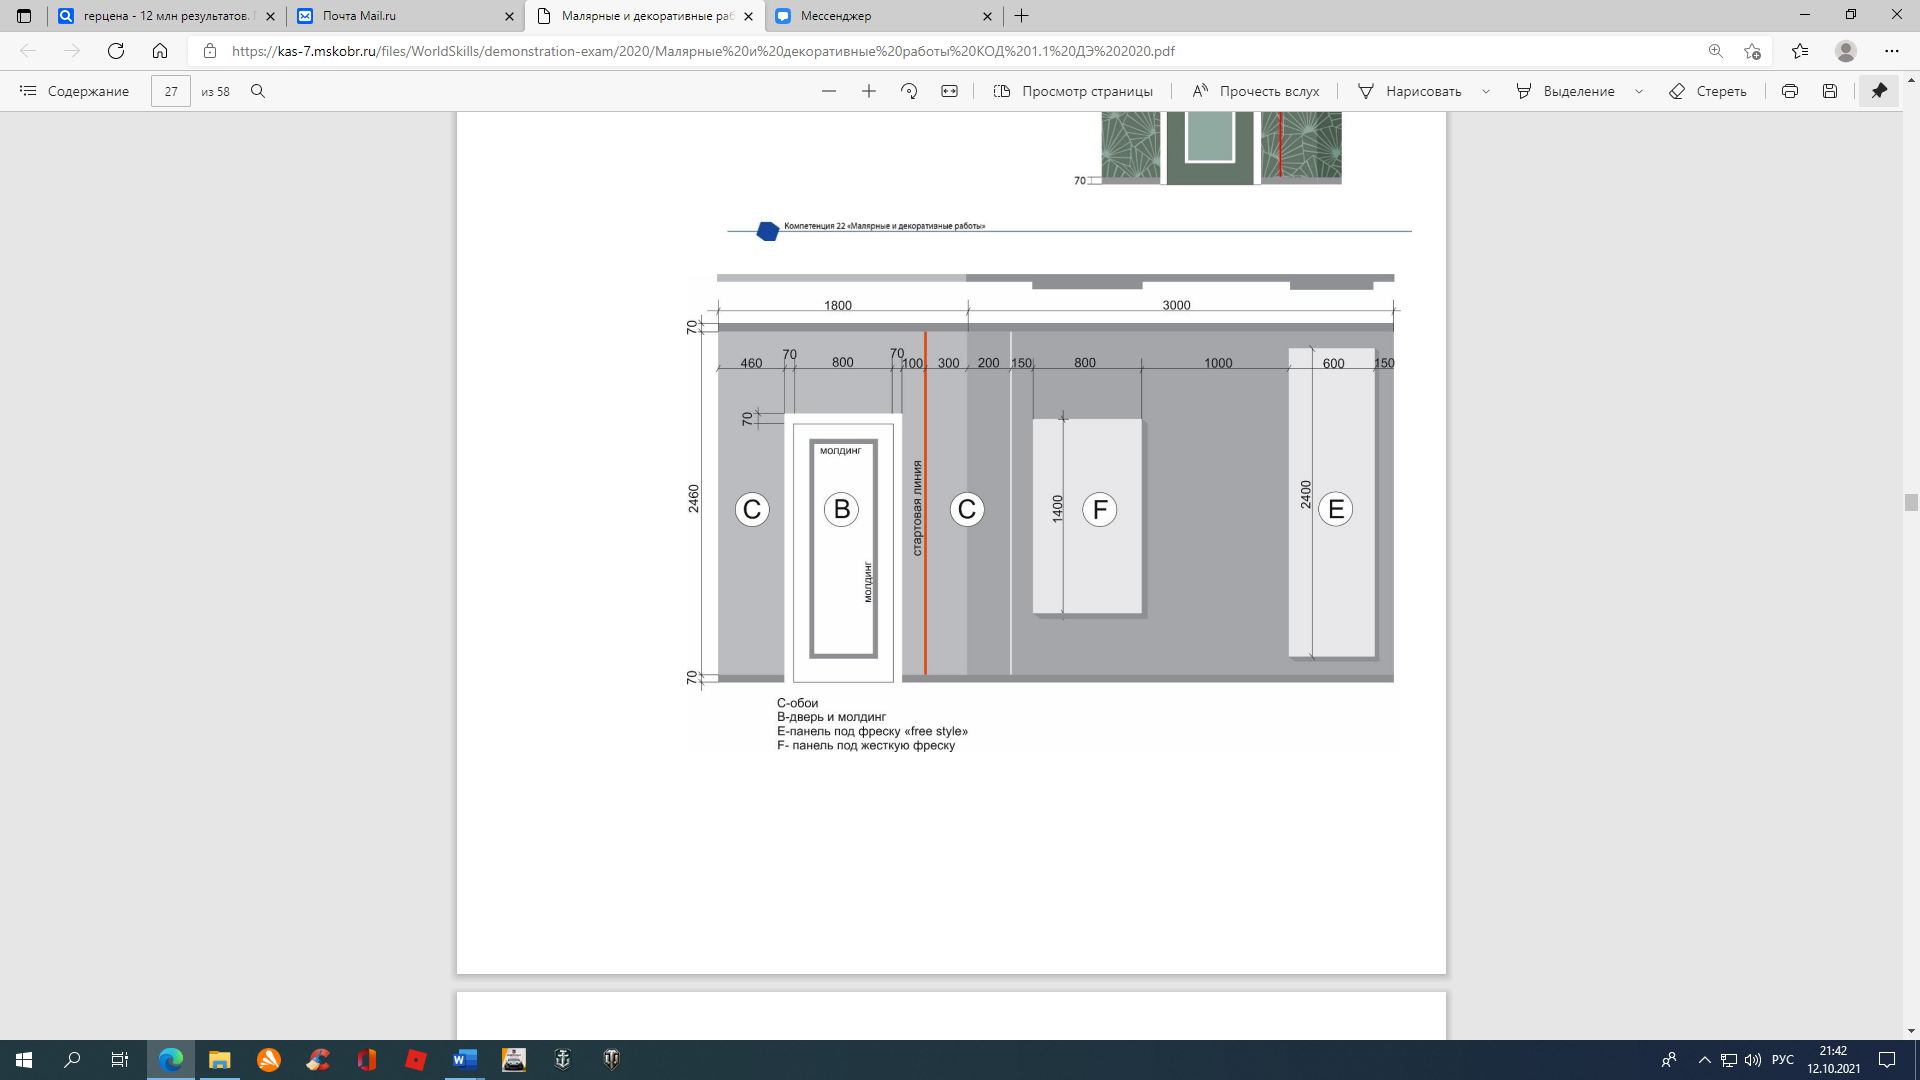 герцена - 12 млн результатов.
Почта Mail.ru
Малярные и декоративные раб
Мессенджер
https://kas-7.mskobr.ru/files/WorldSkills/demonstration-exam/2020/Малярные%20и%20декоративные%20работы%20КОД%201.1%20ДЭ%202020.pdf
Содержание
27
из 58
Просмотр страницы
Прочесть вслух
Нарисовать
Выделение
Стереть
70
Компетенция 22 «Малярные и декоративные работы»
1800
3000
70
460
70
800
70
100
300
200
150
800
1000
600
150
70
2460
молдинг
молдинг
стартовая линия
1400
2400
C
B
C
F
E
70
С-обои
В-дверь и молдинг
Е-панель под фреску «free style»
F- панель под жесткую фреску
РУС
21:42
12.10.2021